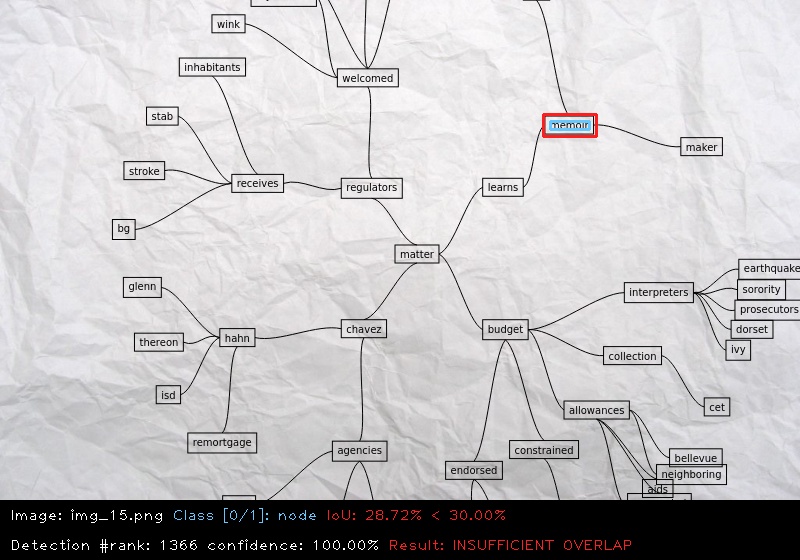 wink
welcomed
inhabitants
stab
memoir
maker
stroke
receives
regulators
learns
bg
matter
earthquake
glenn
interpreters
sorority
prosecutors
chavez
budget
dorset
thereon
hahn
ivy
collection
isd
cet
allowances
remortgage
agencies
constrained
bellevue
endorsed
neighboring
aids
Image: img_15.png Class [0/1]: node IoU: 28.72% < 30.00%
Detection #rank: 1366 confidence: 100.00% Result: INSUFFICIENT OVERLAP